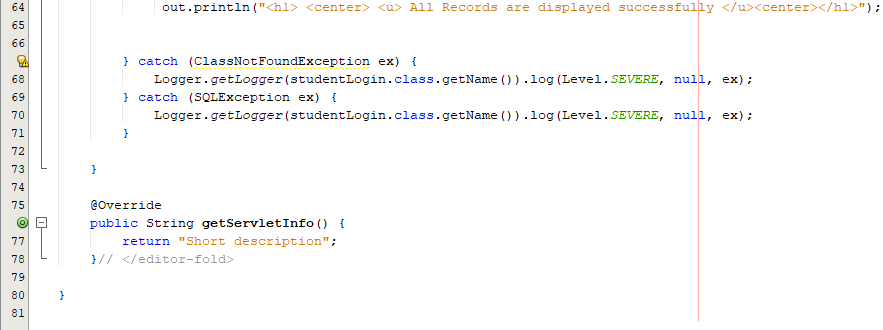 64 out.println("<h1> <center> <u> All Records are displayed successfully </u><center></h1>");
65
66
} catch (ClassNotFoundException ex) {
68 Logger.getLogger(studentLogin.class.getName()).log(Level.SEVERE, null, ex);
69 } catch (SQLException ex) {
70 Logger.getLogger(studentLogin.class.getName()).log(Level.SEVERE, null, ex);
71 }
72
73 }
74
75 @Override
public String getServletInfo() {
77 return "Short description";
78 }// </editor-fold>
79
80 }
81